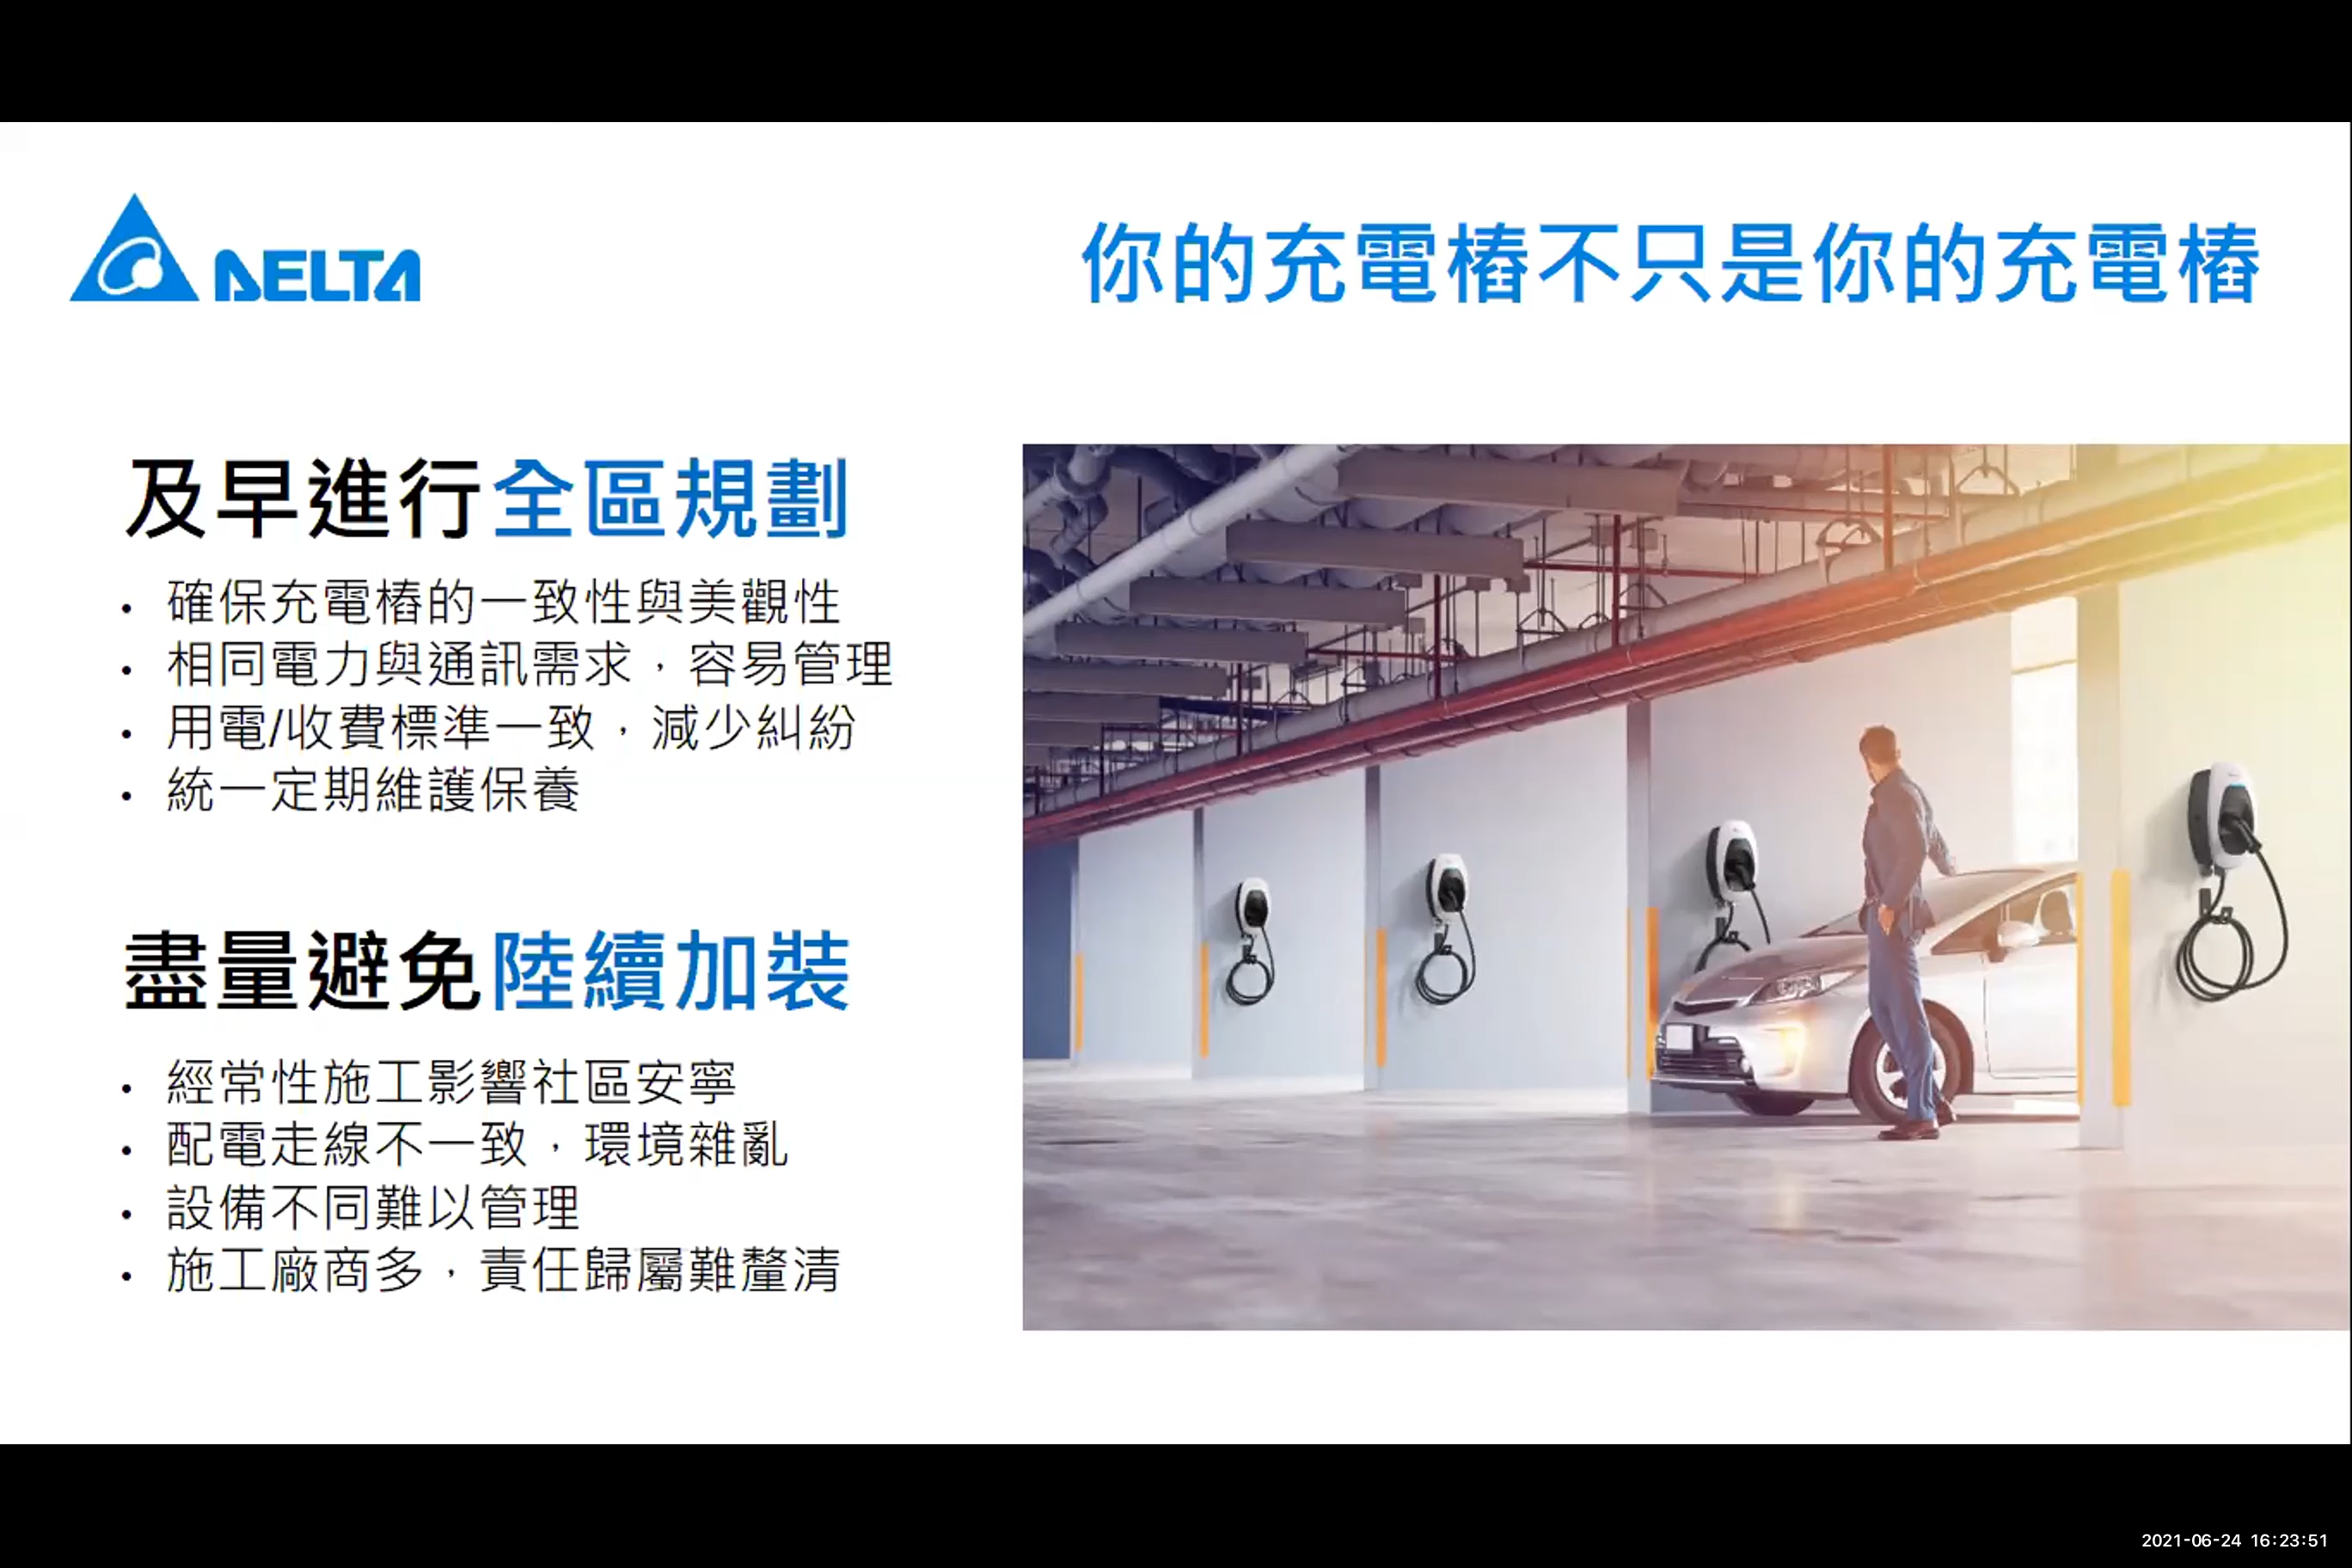 DELTA
你的充電樁不只是你的充電樁
及早進行全區規劃
• 確保充電樁的一致性與美觀性
• 相同電力與通訊需求，容易管理
• 用電/收費標準一致，減少糾紛
• 統一定期維護保養
盡量避免陸續加裝
• 經常性施工影響社區安寧
• 配電走線不一致，環境雜亂
• 設備不同難以管理
• 施工廠商多，責任歸屬難釐清
2021-06-24 16:23:51